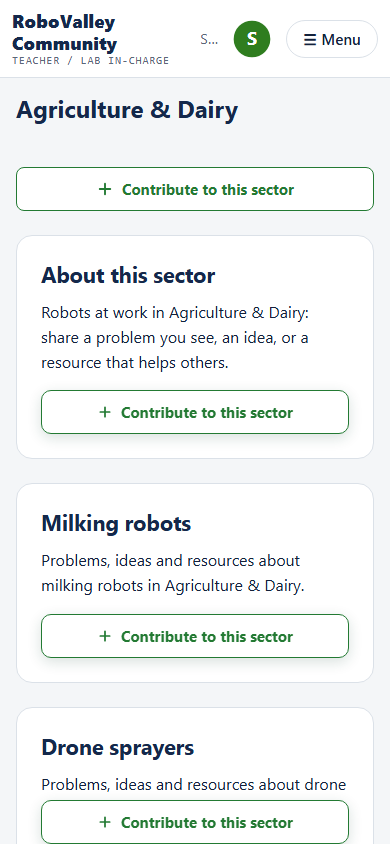 RoboValley
Community
TEACHER / LAB IN-CHARGE
S...
S
☰ Menu
Agriculture & Dairy
+ Contribute to this sector
About this sector
Robots at work in Agriculture & Dairy:
share a problem you see, an idea, or a
resource that helps others.
+ Contribute to this sector
Milking robots
Problems, ideas and resources about
milking robots in Agriculture & Dairy.
+ Contribute to this sector
Drone sprayers
Problems, ideas and resources about drone
+ Contribute to this sector